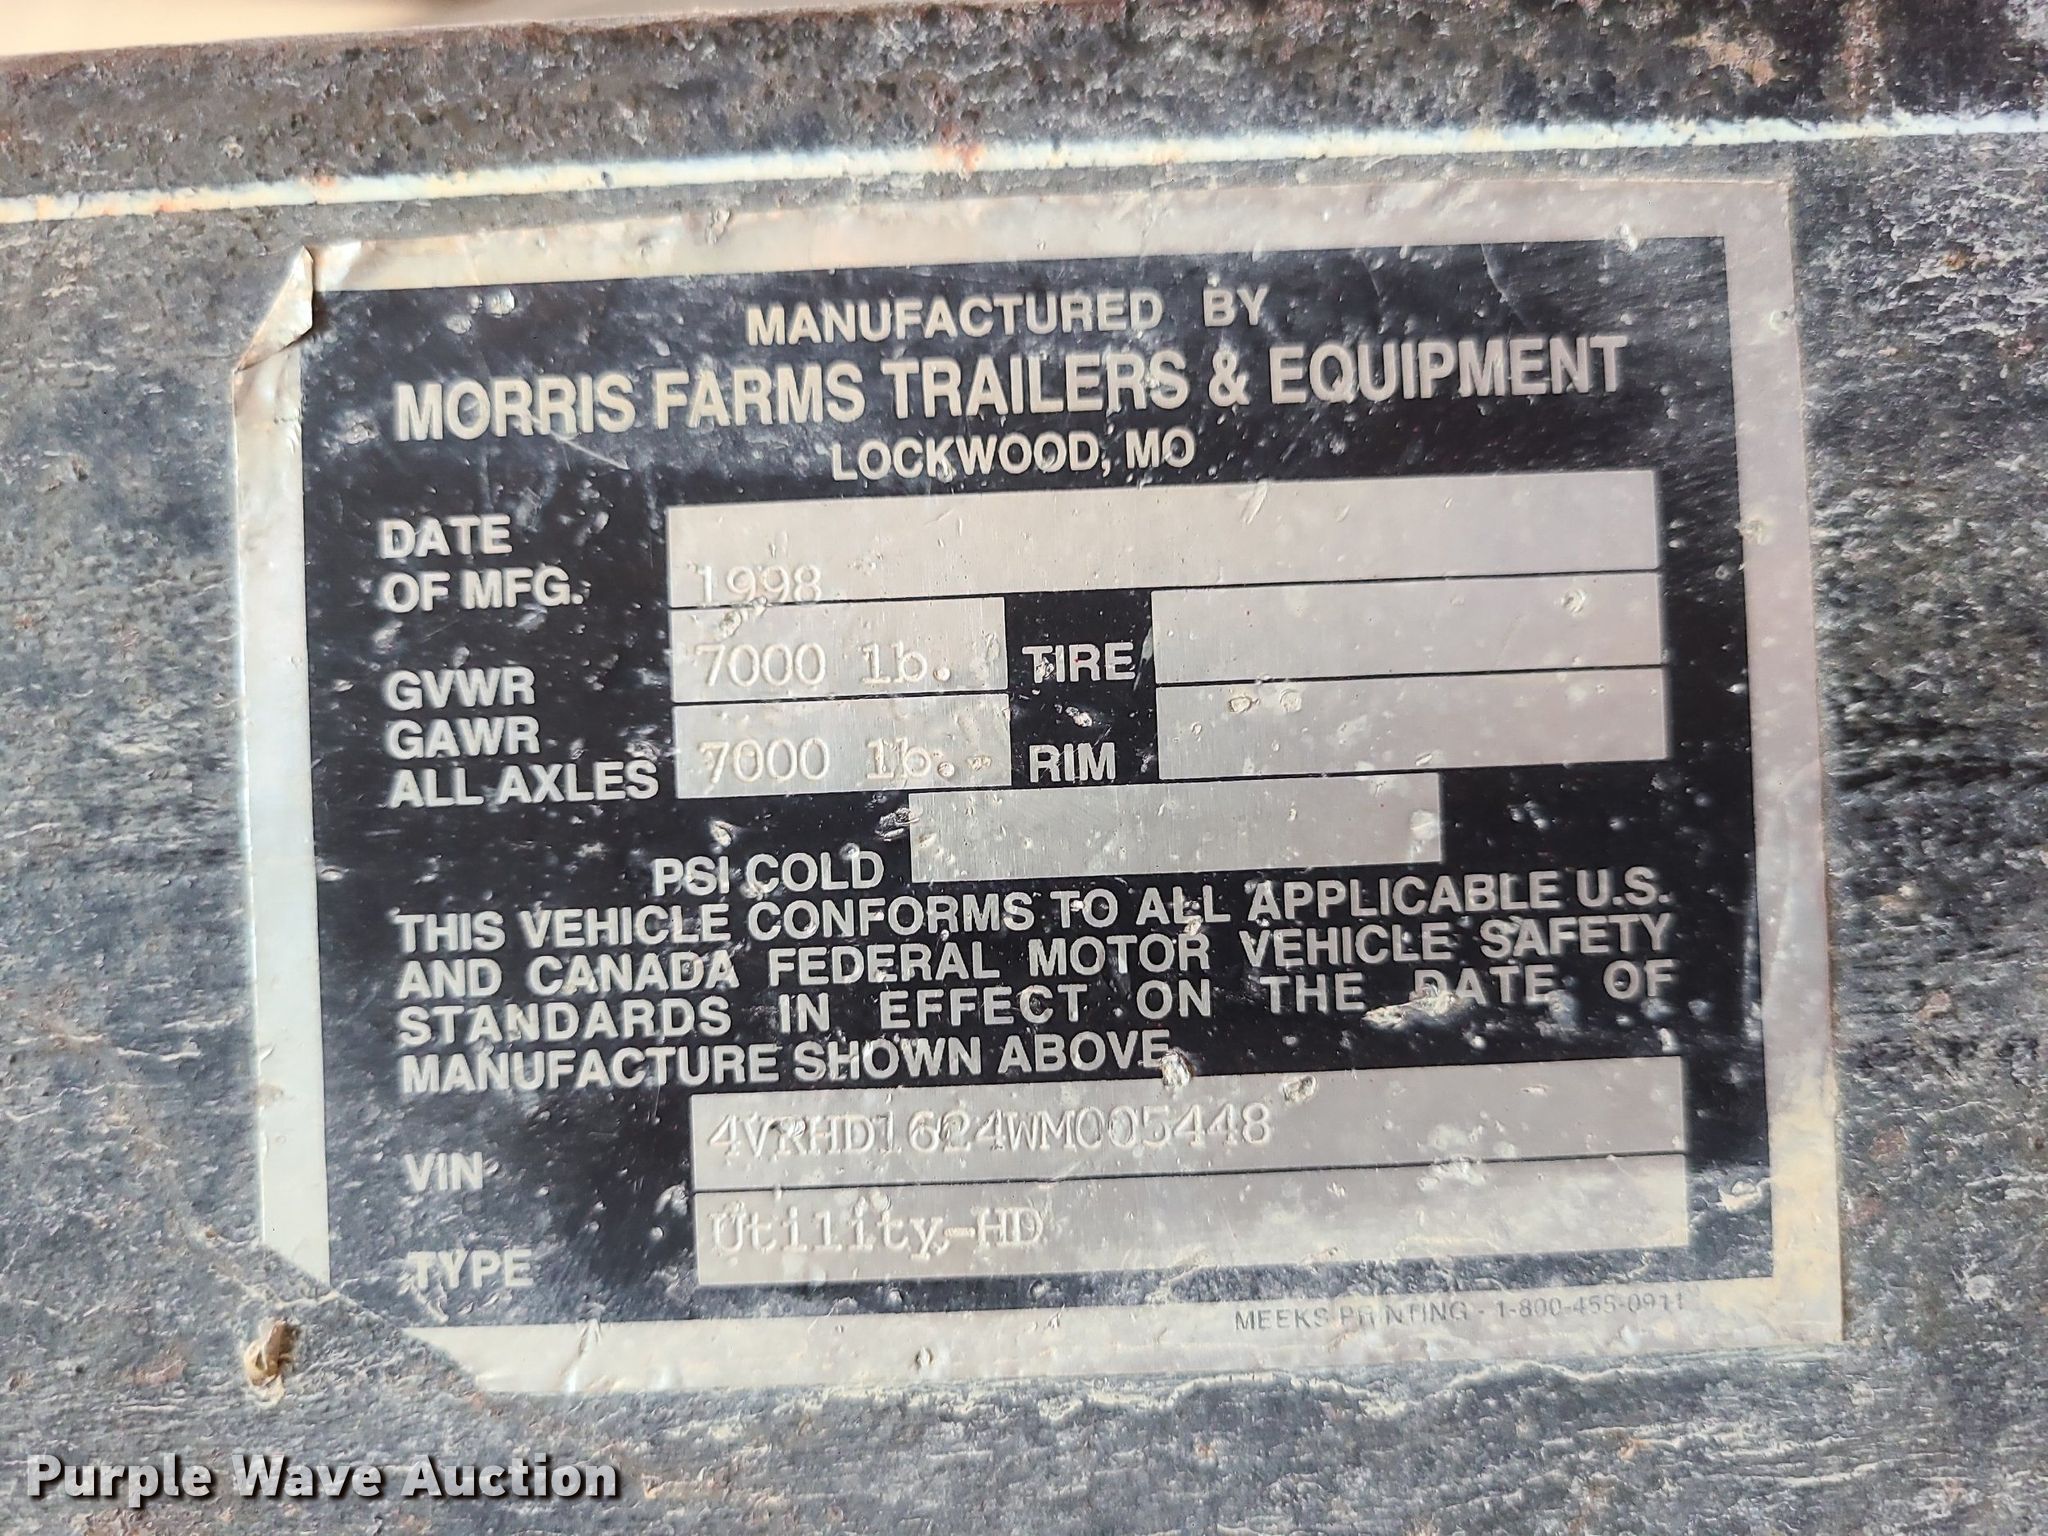 MANUFACTURED BY
MORRIS FARMS TRAILERS & EQUIPMENT
LOCKWOOD, MO
DATE
OF MFG. 1998
GVWR 7000 lb. TIRE
GAWR
ALL AXLES 7000 lb. RIM
PSI COLD
THIS VEHICLE CONFORMS TO ALL APPLICABLE U.S.
AND CANADA FEDERAL MOTOR VEHICLE SAFETY
STANDARDS IN EFFECT ON THE DATE OF
MANUFACTURE SHOWN ABOVE.
VIN 4VRHD1624WM005448
TYPE Utility-HD
MEEKS PRINTING - 1-800-455-0911
Purple Wave Auction